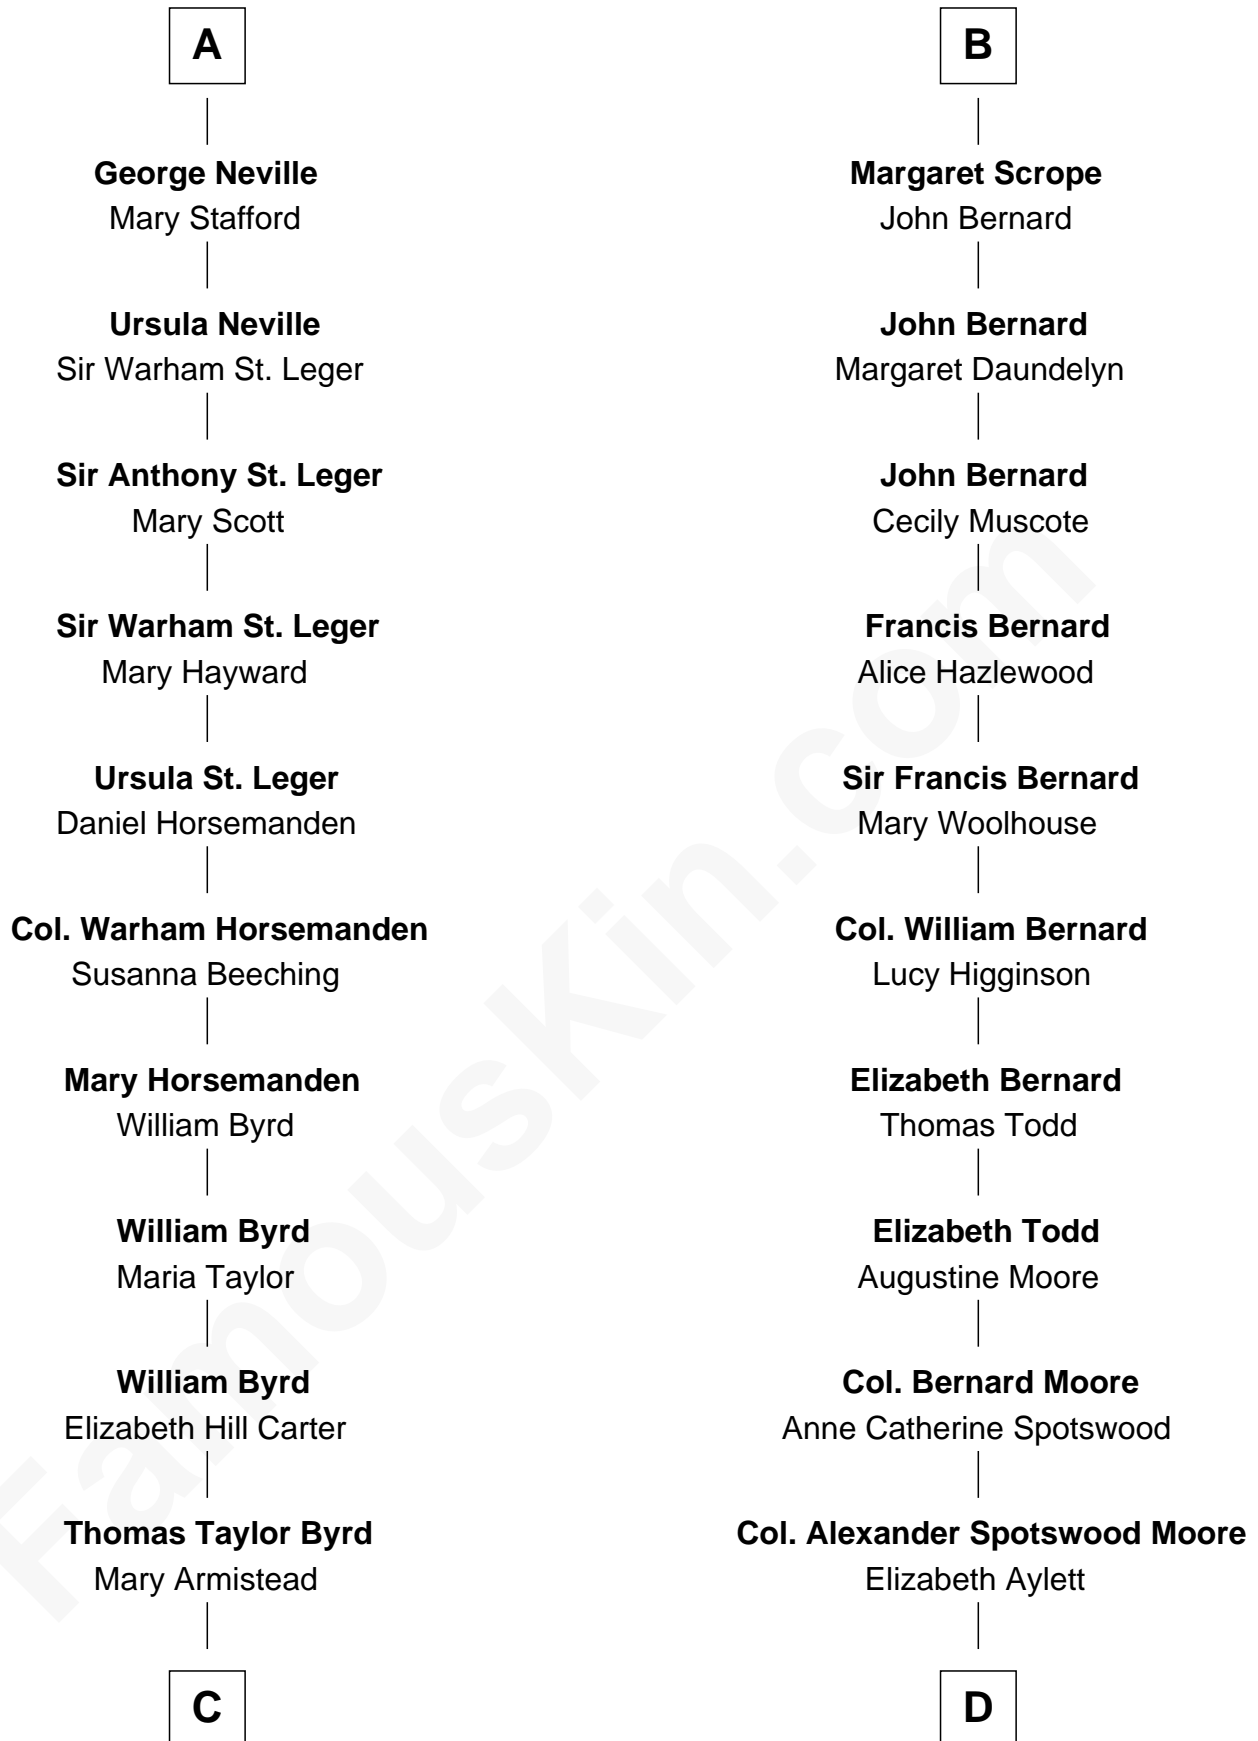 A
George Neville
Mary Stafford
Ursula Neville
Sir Warham St. Leger
Sir Anthony St. Leger
Mary Scott
Sir Warham St. Leger
Mary Hayward
Ursula St. Leger
Daniel Horsemanden
Col. Warham Horsemanden
Susanna Beeching
Mary Horsemanden
William Byrd
William Byrd
Maria Taylor
William Byrd
Elizabeth Hill Carter
Thomas Taylor Byrd
Mary Armistead
C
B
Margaret Scrope
John Bernard
John Bernard
Margaret Daundelyn
John Bernard
Cecily Muscote
Francis Bernard
Alice Hazlewood
Sir Francis Bernard
Mary Woolhouse
Col. William Bernard
Lucy Higginson
Elizabeth Bernard
Thomas Todd
Elizabeth Todd
Augustine Moore
Col. Bernard Moore
Anne Catherine Spotswood
Col. Alexander Spotswood Moore
Elizabeth Aylett
D
FamousKin.com